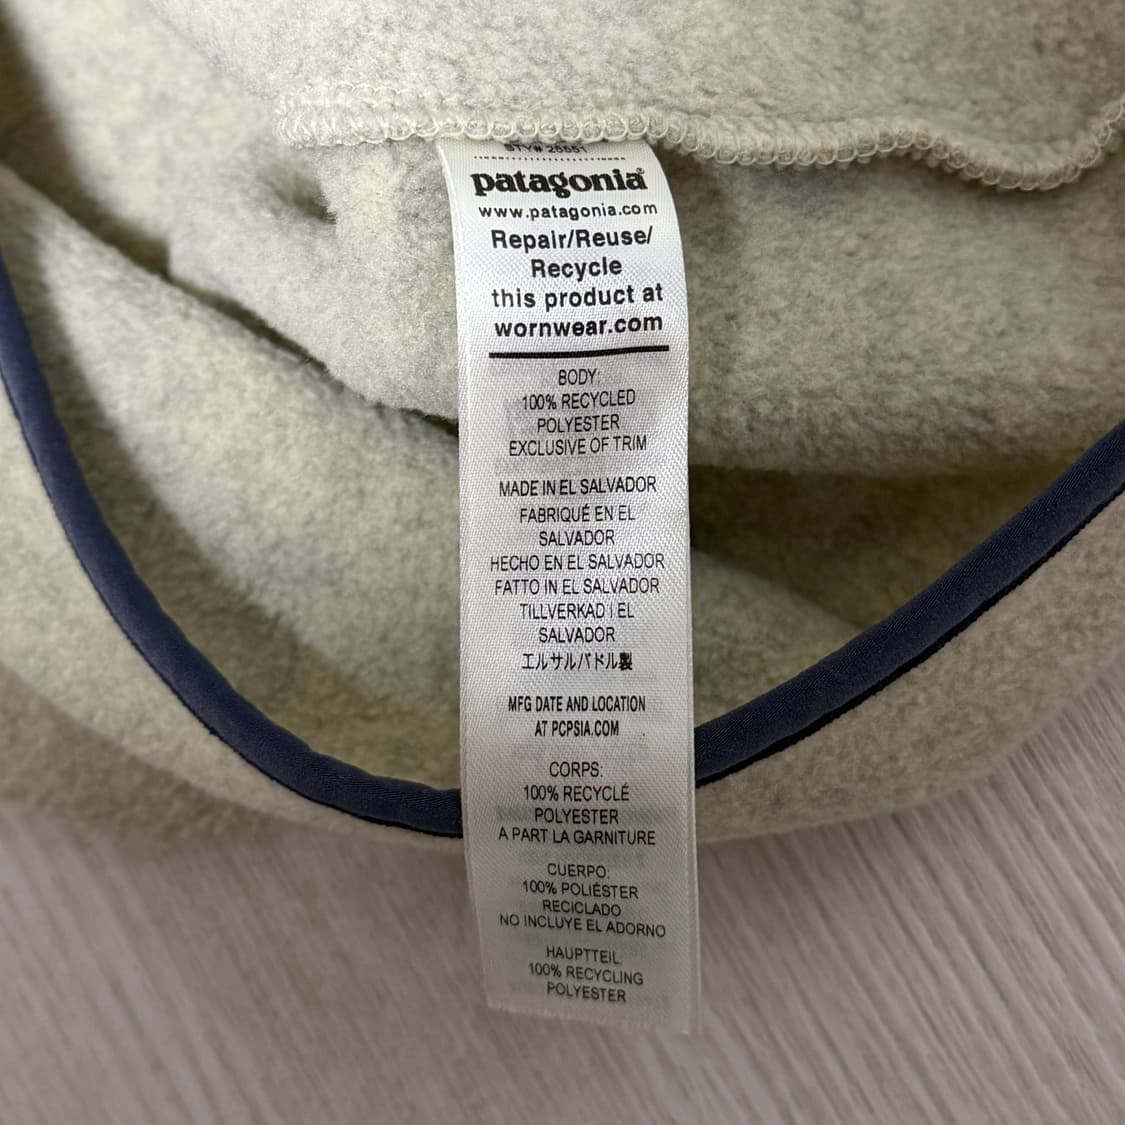 STY# 25551
patagonia®
www.patagonia.com
Repair/Reuse/
Recycle
this product at
wornwear.com
BODY:
100% RECYCLED
POLYESTER
EXCLUSIVE OF TRIM
MADE IN EL SALVADOR
FABRIQUÉ EN EL
SALVADOR
HECHO EN EL SALVADOR
FATTO IN EL SALVADOR
TILLVERKAD I EL
SALVADOR
エルサルバドル製
MFG DATE AND LOCATION
AT PCPSIA.COM
CORPS:
100% RECYCLÉ
POLYESTER
A PART LA GARNITURE
CUERPO:
100% POLIÉSTER
RECICLADO
NO INCLUYE EL ADORNO
HAUPTTEIL:
100% RECYCLING
POLYESTER